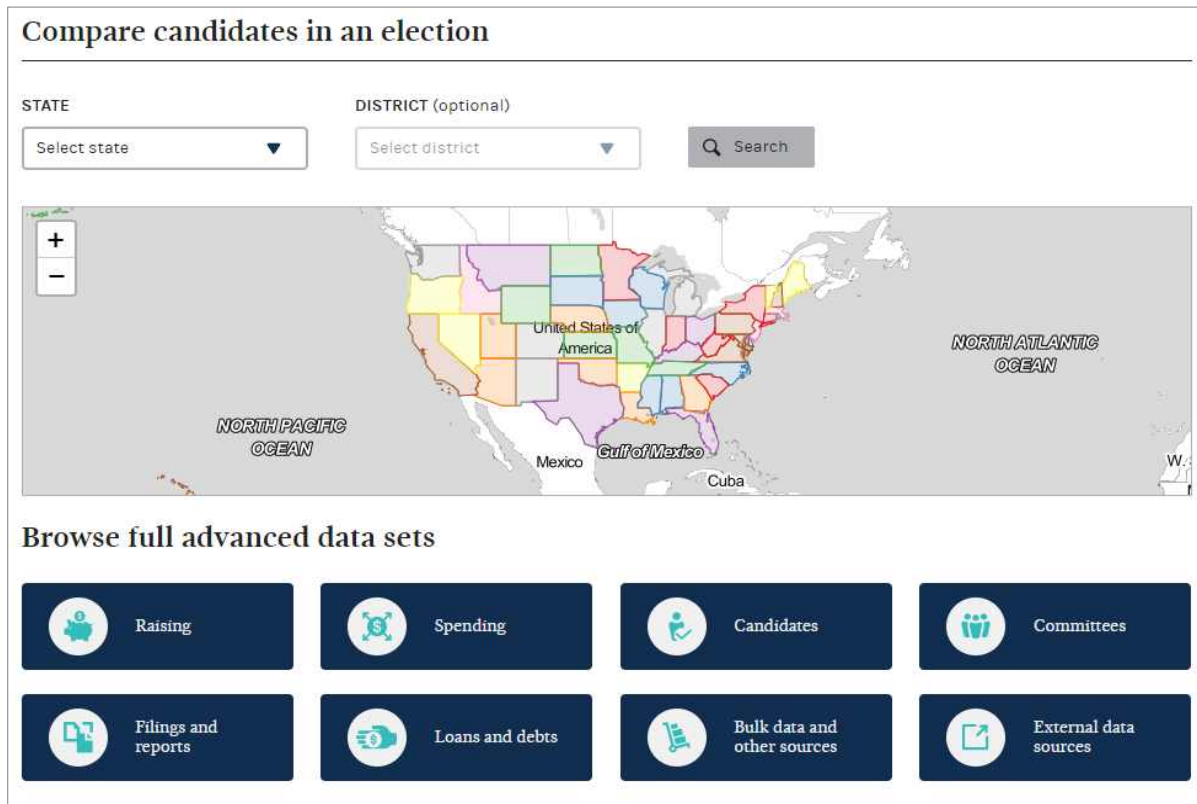 Compare candidates in an election
STATE
DISTRICT (optional)
Select state
Select district
Search
+
−
United States of
America
NORTH ATLANTIC
OCEAN
NORTH PACIFIC
OCEAN
Gulf of Mexico
Mexico
Cuba
W.
Browse full advanced data sets
Raising
Spending
Candidates
Committees
Filings and
reports
Loans and debts
Bulk data and
other sources
External data
sources